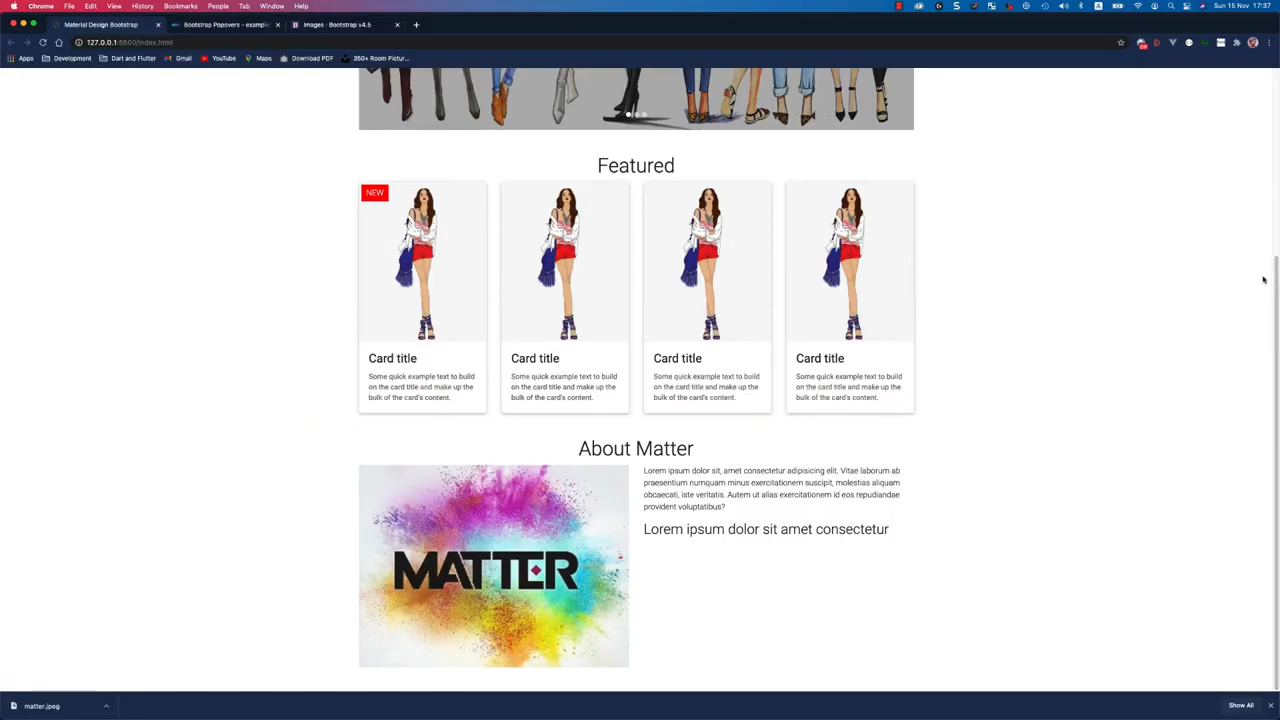 Chrome File Edit View History Bookmarks People Tab Window Help
Sun 15 Nov 17:37
Material Design Bootstrap
Bootstrap Popovers - example
Images · Bootstrap v4.5
127.0.0.1:5500/index.html
Apps Development Dart and Flutter Gmail YouTube Maps Download PDF 350+ Room Pictur...
Featured
NEW
Card title
Some quick example text to build
on the card title and make up the
bulk of the card's content.
Card title
Some quick example text to build
on the card title and make up the
bulk of the card's content.
Card title
Some quick example text to build
on the card title and make up the
bulk of the card's content.
Card title
Some quick example text to build
on the card title and make up the
bulk of the card's content.
About Matter
MATTER
Lorem ipsum dolor sit, amet consectetur adipisicing elit. Vitae laborum ab
praesentium numquam minus exercitationem suscipit, molestias aliquam
obcaecati, iste veritatis. Autem ut alias exercitationem id eos repudiandae
provident voluptatibus?
Lorem ipsum dolor sit amet consectetur
matter.jpeg
Show All